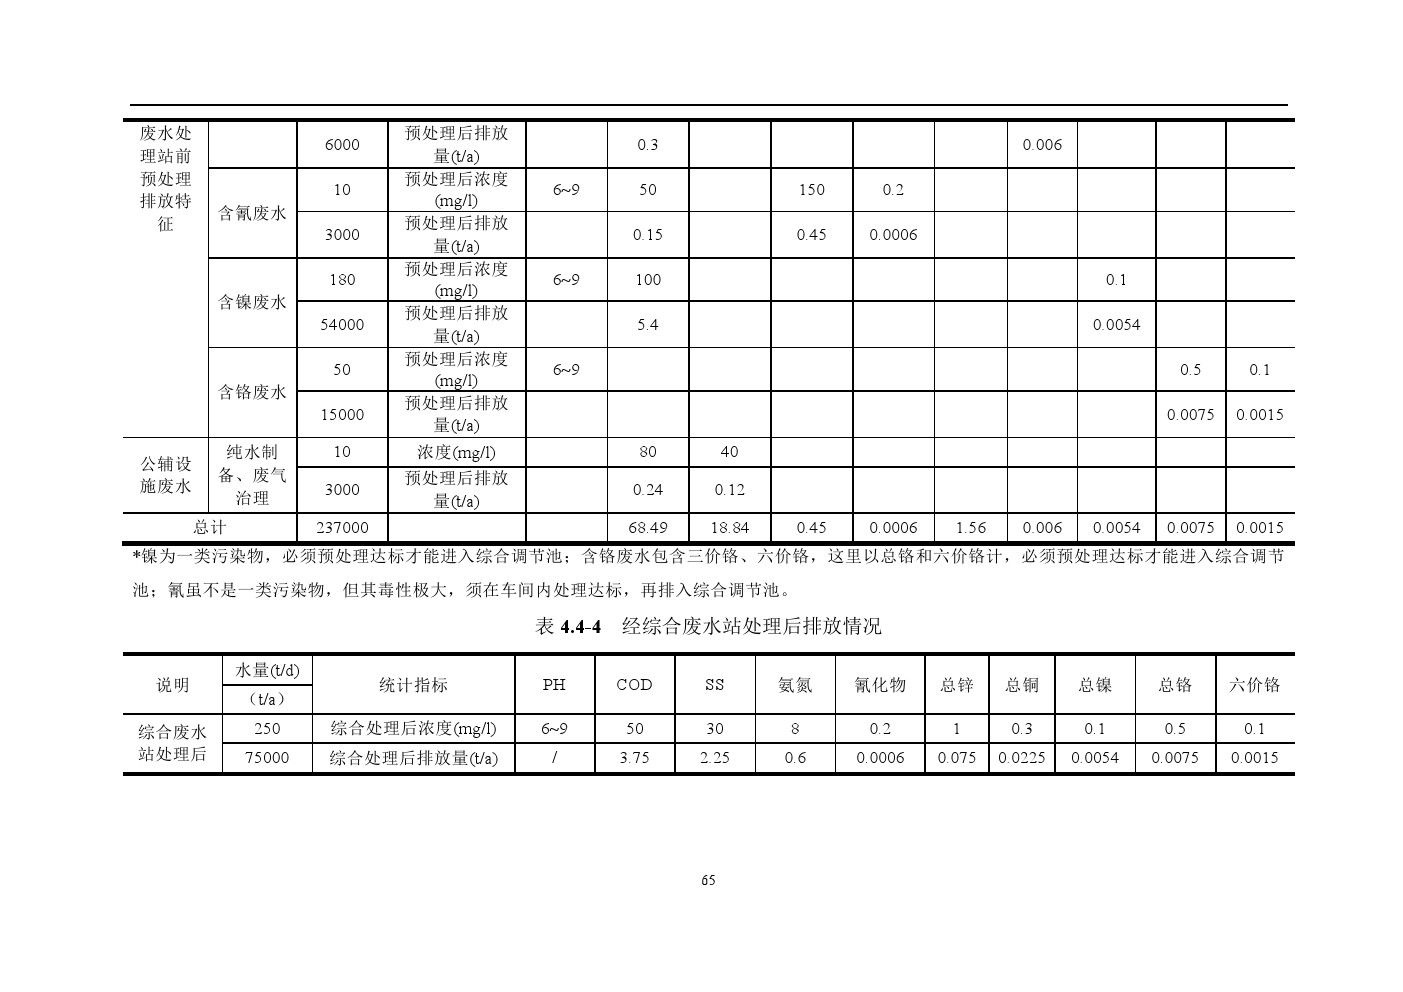 废水处
理站前
预处理
排放特
征
6000 预处理后排放
量(t/a) 0.3 0.006
含氰废水
10 预处理后浓度
(mg/l) 6~9 50 150 0.2
3000 预处理后排放
量(t/a) 0.15 0.45 0.0006
含镍废水
180 预处理后浓度
(mg/l) 6~9 100 0.1
54000 预处理后排放
量(t/a) 5.4 0.0054
含铬废水
50 预处理后浓度
(mg/l) 6~9 0.5 0.1
15000 预处理后排放
量(t/a) 0.0075 0.0015
公辅设
施废水
纯水制
备、废气
治理
10 浓度(mg/l) 80 40
3000 预处理后排放
量(t/a) 0.24 0.12
总计 237000 68.49 18.84 0.45 0.0006 1.56 0.006 0.0054 0.0075 0.0015
*镍为一类污染物，必须预处理达标才能进入综合调节池；含铬废水包含三价铬、六价铬，这里以总铬和六价铬计，必须预处理达标才能进入综合调节
池；氰虽不是一类污染物，但其毒性极大，须在车间内处理达标，再排入综合调节池。
表 4.4-4 经综合废水站处理后排放情况
说明 水量(t/d)
（t/a） 统计指标 PH COD SS 氨氮 氰化物 总锌 总铜 总镍 总铬 六价铬
综合废水
站处理后
250 综合处理后浓度(mg/l) 6~9 50 30 8 0.2 1 0.3 0.1 0.5 0.1
75000 综合处理后排放量(t/a) / 3.75 2.25 0.6 0.0006 0.075 0.0225 0.0054 0.0075 0.0015
65